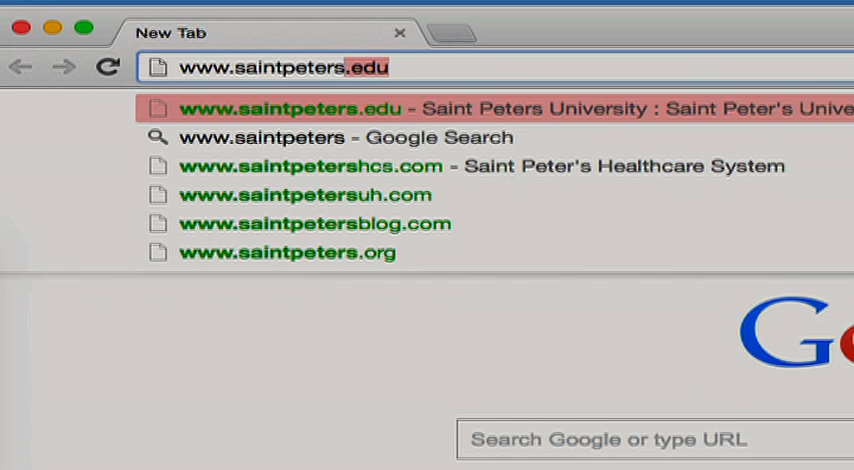 New Tab
www.saintpeters.edu
www.saintpeters.edu - Saint Peters University : Saint Peter's Unive
www.saintpeters - Google Search
www.saintpetershcs.com - Saint Peter's Healthcare System
www.saintpetersuh.com
www.saintpetersblog.com
www.saintpeters.org
Go
Search Google or type URL